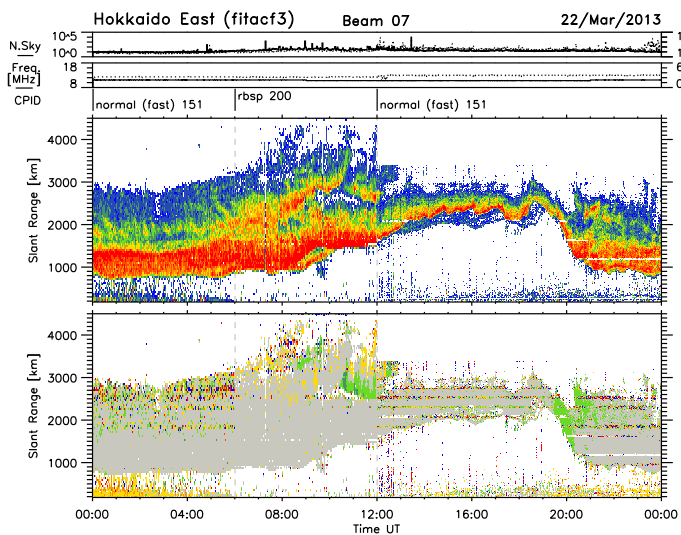 Hokkaido East (fitacf3) Beam 07 22/Mar/2013
N.Sky 10^5 10^0
Freq. [MHz] 18 8 6 0
CPID normal (fast) 151 rbsp 200 normal (fast) 151
Slant Range [km] 4000 3000 2000 1000
Slant Range [km] 4000 3000 2000 1000
00:00 04:00 08:00 12:00 16:00 20:00 00:00
Time UT